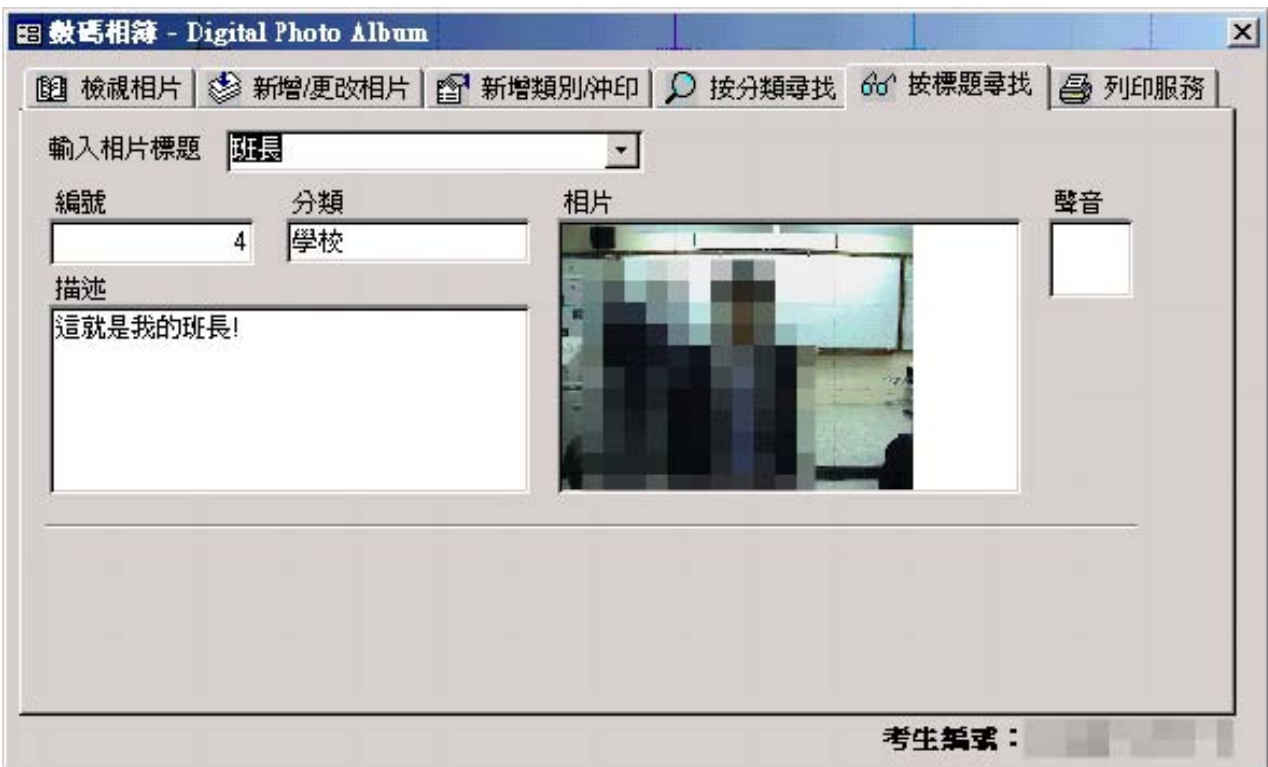 數碼相簿 - Digital Photo Album
檢視相片 新增/更改相片 新增類別/沖印 按分類尋找 按標題尋找 列印服務
輸入相片標題 班長
編號 分類 相片 聲音
4 學校
描述
這就是我的班長!
考生編號：